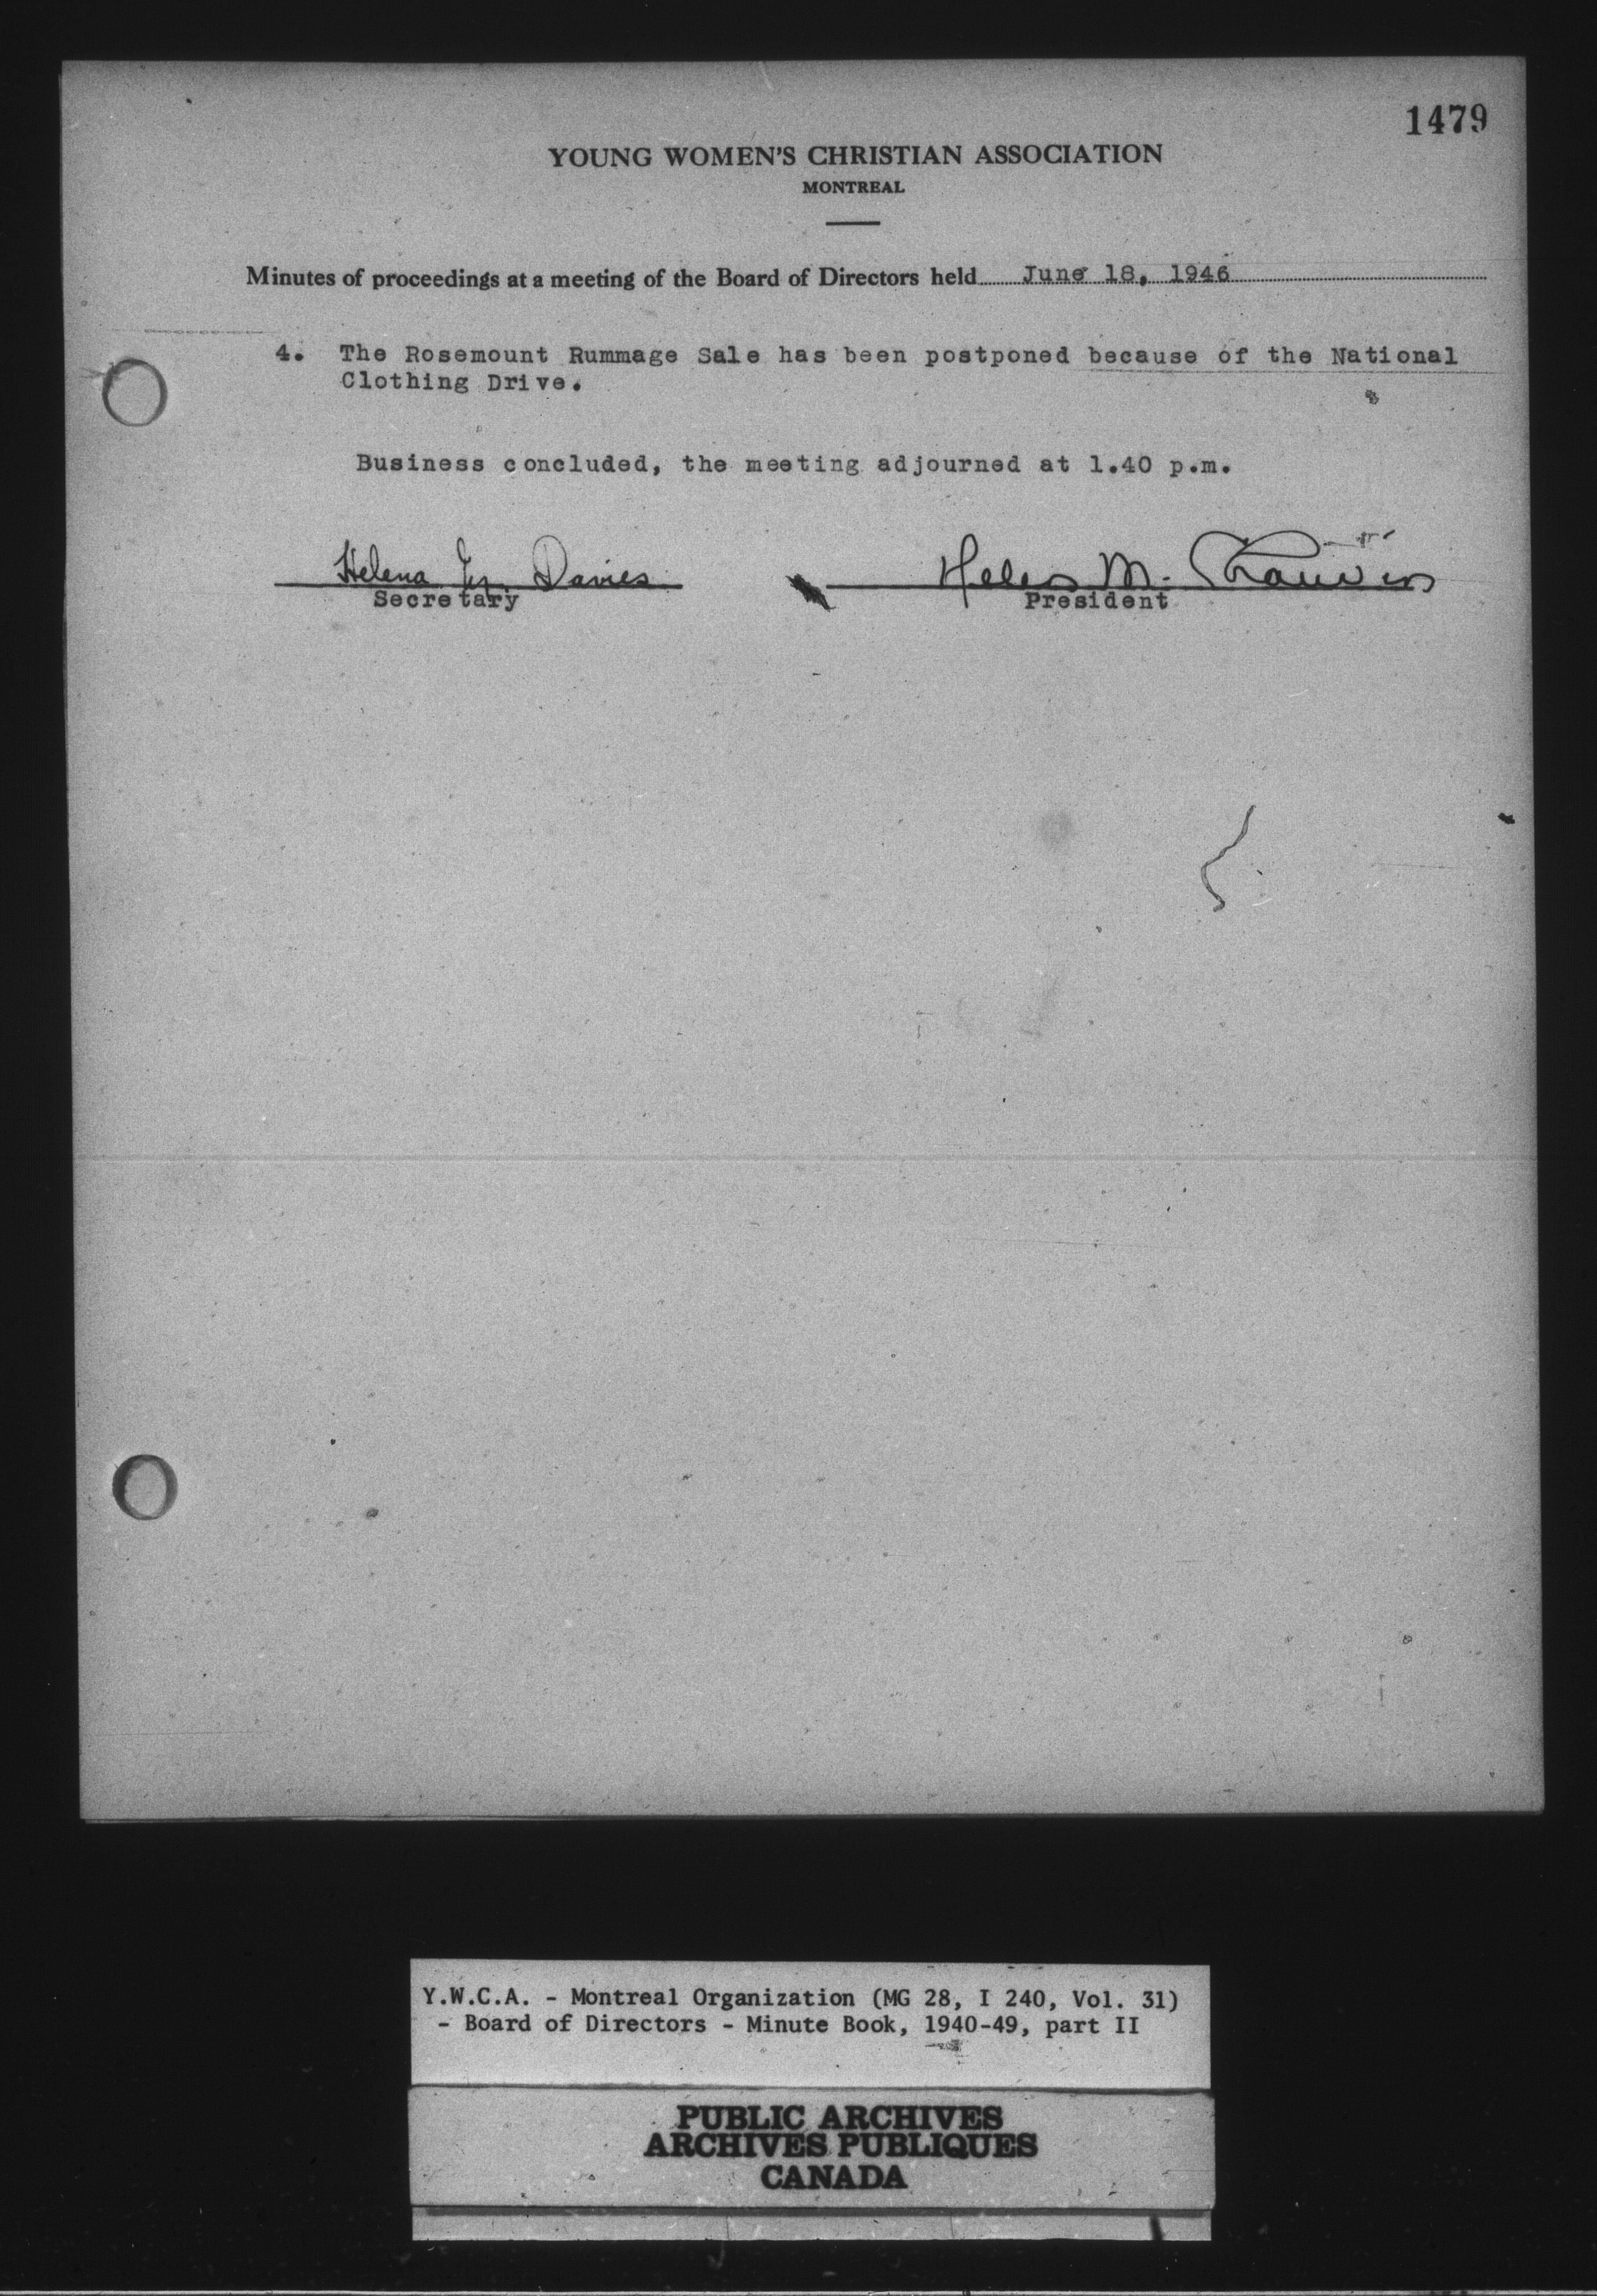 1479
YOUNG WOMEN'S CHRISTIAN ASSOCIATION
MONTREAL
Minutes of proceedings at a meeting of the Board of Directors held June 18, 1946
4. The Rosemount Rummage Sale has been postponed because of the National
Clothing Drive.
Business concluded, the meeting adjourned at 1.40 p.m.
Helena Davies Helen M.
Secretary President
Y.W.C.A. - Montreal Organization (MG 28, I 240, Vol. 31)
- Board of Directors - Minute Book, 1940-49, part II
PUBLIC ARCHIVES
ARCHIVES PUBLIQUES
CANADA